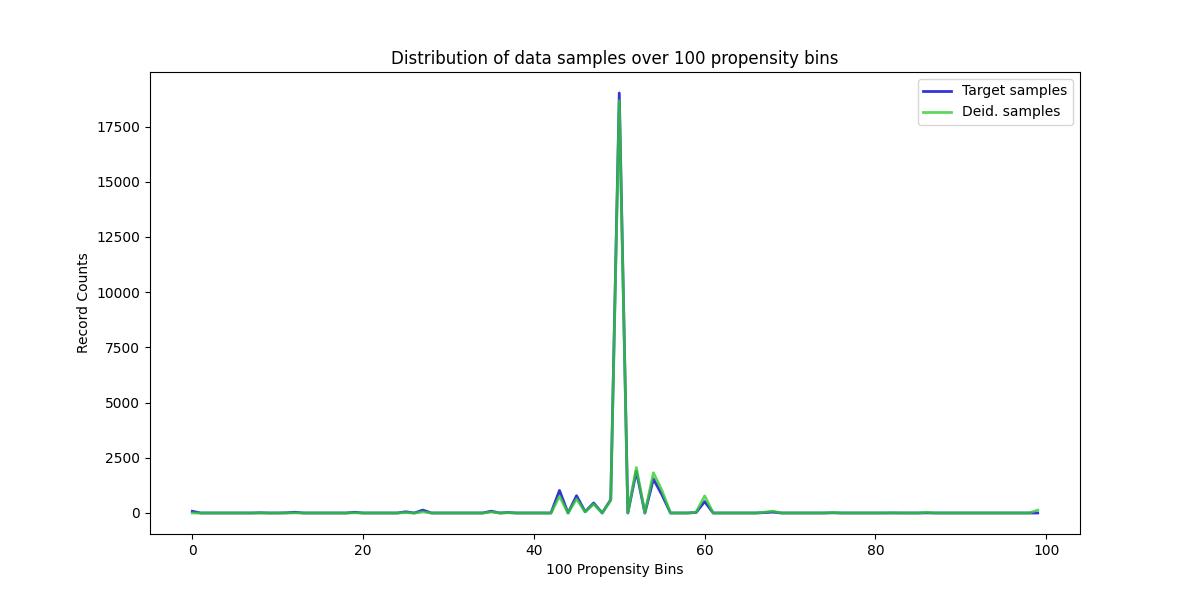 Distribution of data samples over 100 propensity bins
Target samples
Deid. samples
17500
15000
12500
10000
7500
5000
2500
0
Record Counts
0 20 40 60 80 100
100 Propensity Bins